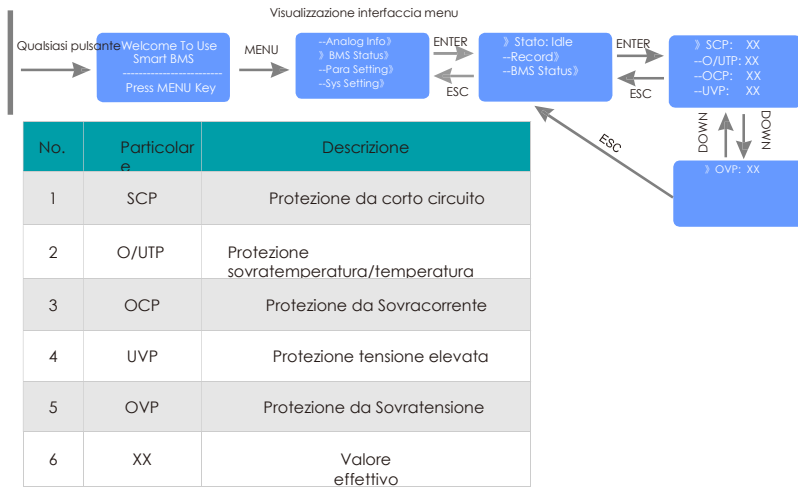 Visualizzazione interfaccia menu
Qualsiasi pulsante
Welcome To Use
Smart BMS
-------------------------
Press MENU Key
MENU
--Analog Info》
》BMS Status》
--Para Setting》
--Sys Setting》
ENTER
ESC
》Stato: Idle
--Record》
--BMS Status》
ENTER
ESC
》SCP: XX
--O/UTP: XX
--OCP: XX
--UVP: XX
DOWN
DOWN
ESC
》OVP: XX
No. Particolar
e Descrizione
1 SCP Protezione da corto circuito
2 O/UTP Protezione
sovratemperatura/temperatura
3 OCP Protezione da Sovracorrente
4 UVP Protezione tensione elevata
5 OVP Protezione da Sovratensione
6 XX Valore
effettivo